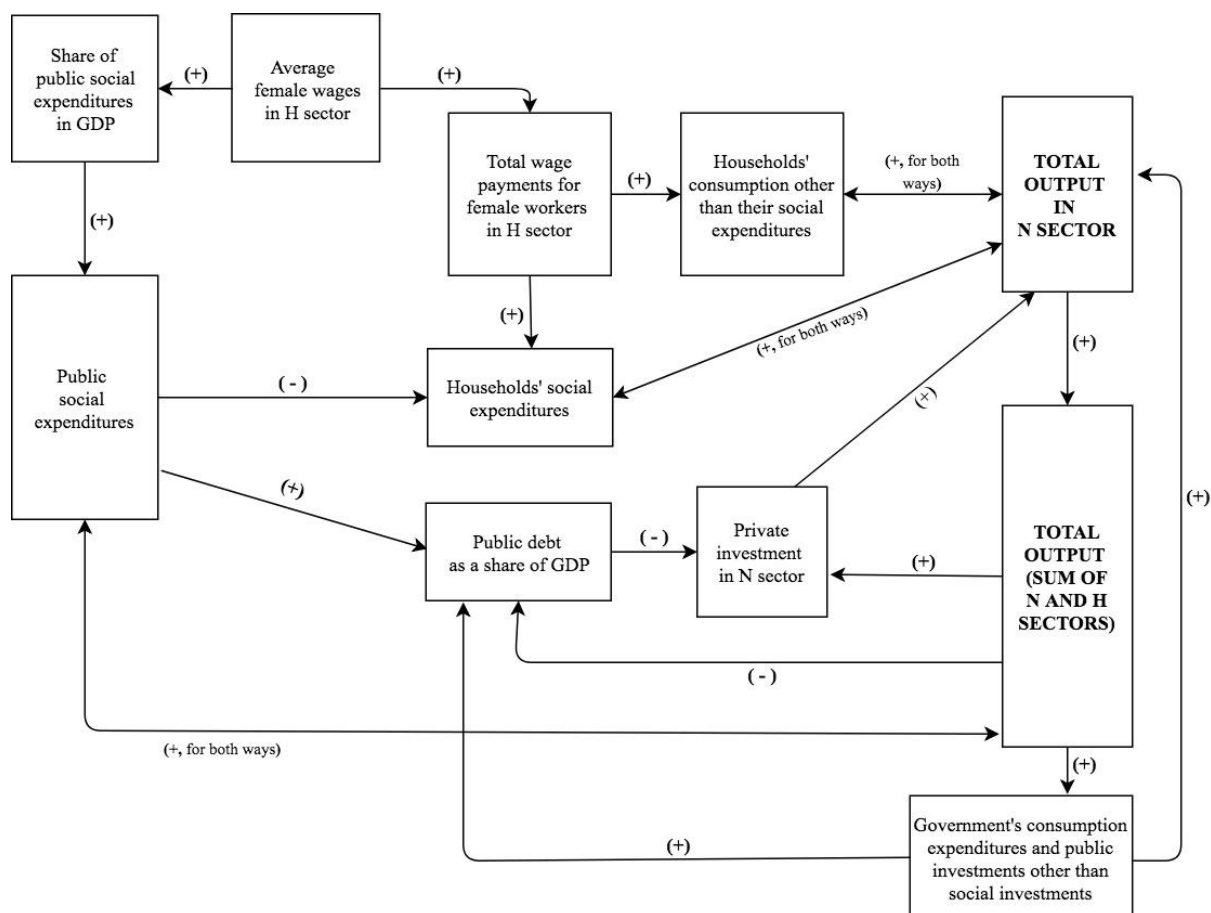 Share of
public social
expenditures
in GDP
(+)
Average
female wages
in H sector
(+)
Total wage
payments for
female workers
in H sector
(+)
Households'
consumption other
than their social
expenditures
(+, for both
ways)
TOTAL
OUTPUT
IN
N SECTOR
(+)
(+)
(+, for both ways)
(+)
Public
social
expenditures
(-)
Households' social
expenditures
(+)
(+)
Public debt
as a share of GDP
(-)
Private
investment
in N sector
(+)
TOTAL
OUTPUT
(SUM OF
N AND H
SECTORS)
(+)
(-)
(+, for both ways)
(+)
(+)
Government's consumption
expenditures and public
investments other than
social investments